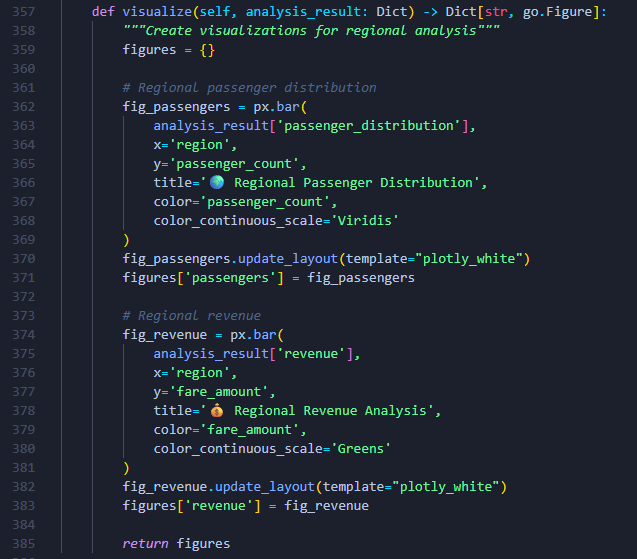 357 def visualize(self, analysis_result: Dict) -> Dict[str, go.Figure]:
358 """Create visualizations for regional analysis"""
359 figures = {}
360
361 # Regional passenger distribution
362 fig_passengers = px.bar(
363 analysis_result['passenger_distribution'],
364 x='region',
365 y='passenger_count',
366 title='🌍 Regional Passenger Distribution',
367 color='passenger_count',
368 color_continuous_scale='Viridis'
369 )
370 fig_passengers.update_layout(template="plotly_white")
371 figures['passengers'] = fig_passengers
372
373 # Regional revenue
374 fig_revenue = px.bar(
375 analysis_result['revenue'],
376 x='region',
377 y='fare_amount',
378 title='💰 Regional Revenue Analysis',
379 color='fare_amount',
380 color_continuous_scale='Greens'
381 )
382 fig_revenue.update_layout(template="plotly_white")
383 figures['revenue'] = fig_revenue
384
385 return figures